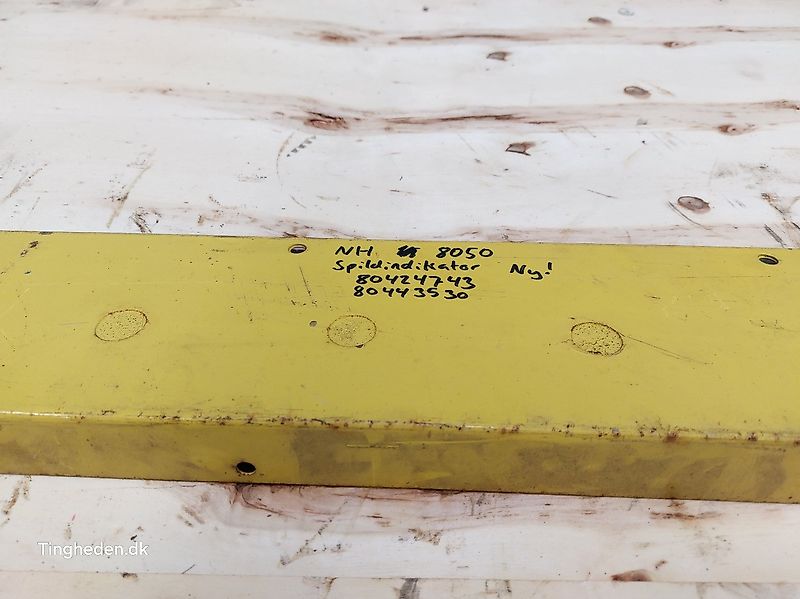 NH 8050
Spildindikator Ny!
80424743
80443530
Tingheden.dk